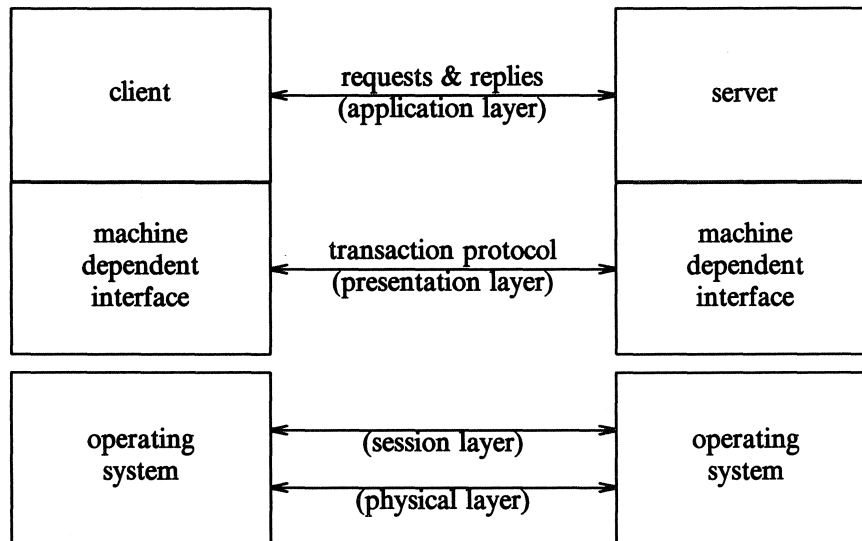 client
requests & replies
(application layer)
server
machine
dependent
interface
transaction protocol
(presentation layer)
machine
dependent
interface
operating
system
(session layer)
(physical layer)
operating
system